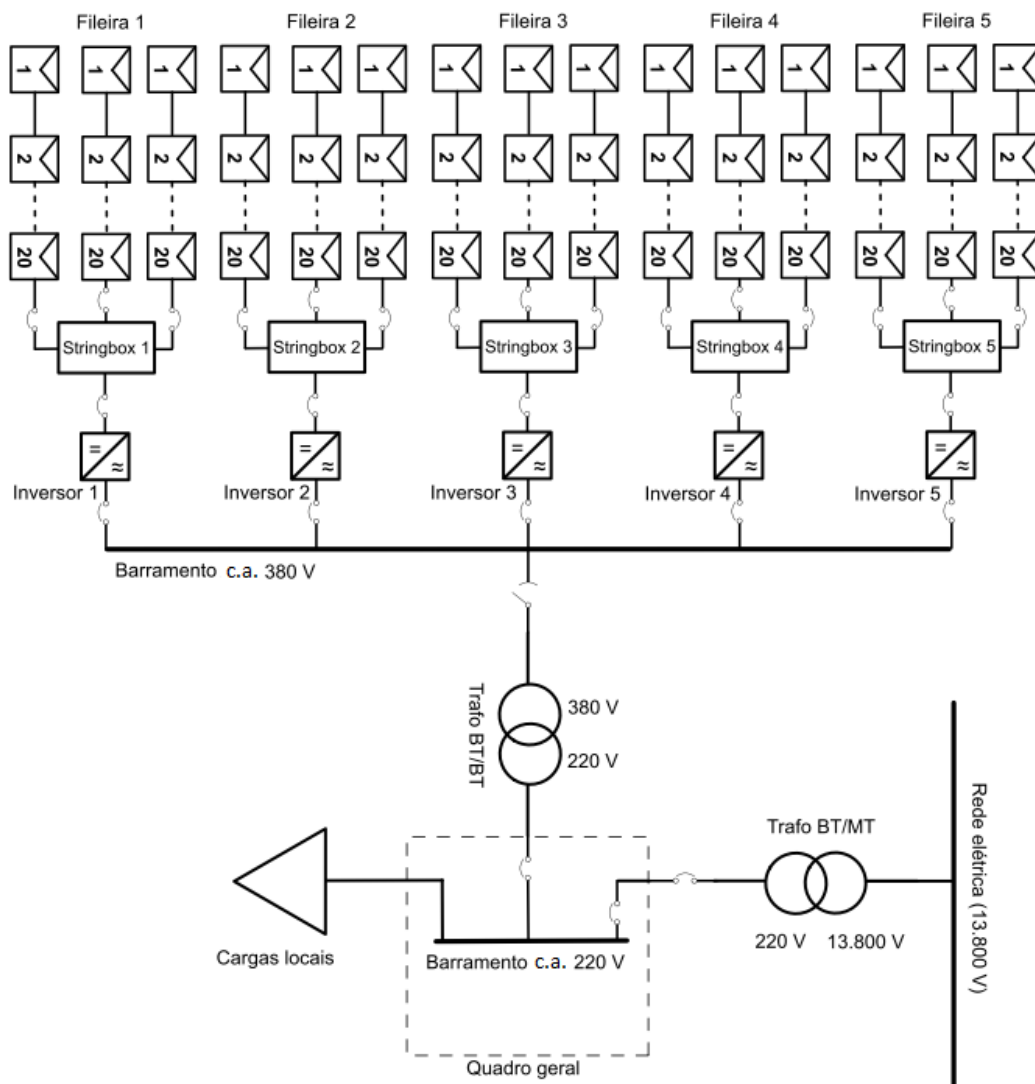 Fileira 1 Fileira 2 Fileira 3 Fileira 4 Fileira 5
1 1 1 1 1 1 1 1 1 1 1 1 1 1 1
2 2 2 2 2 2 2 2 2 2 2 2 2 2 2
20 20 20 20 20 20 20 20 20 20 20 20 20 20 20
Stringbox 1 Stringbox 2 Stringbox 3 Stringbox 4 Stringbox 5
= ≈ = ≈ = ≈ = ≈ = ≈
Inversor 1 Inversor 2 Inversor 3 Inversor 4 Inversor 5
Barramento c.a. 380 V
Trafo BT/BT
380 V
220 V
Rede elétrica (13.800 V)
Trafo BT/MT
220 V 13.800 V
Cargas locais
Barramento c.a. 220 V
Quadro geral